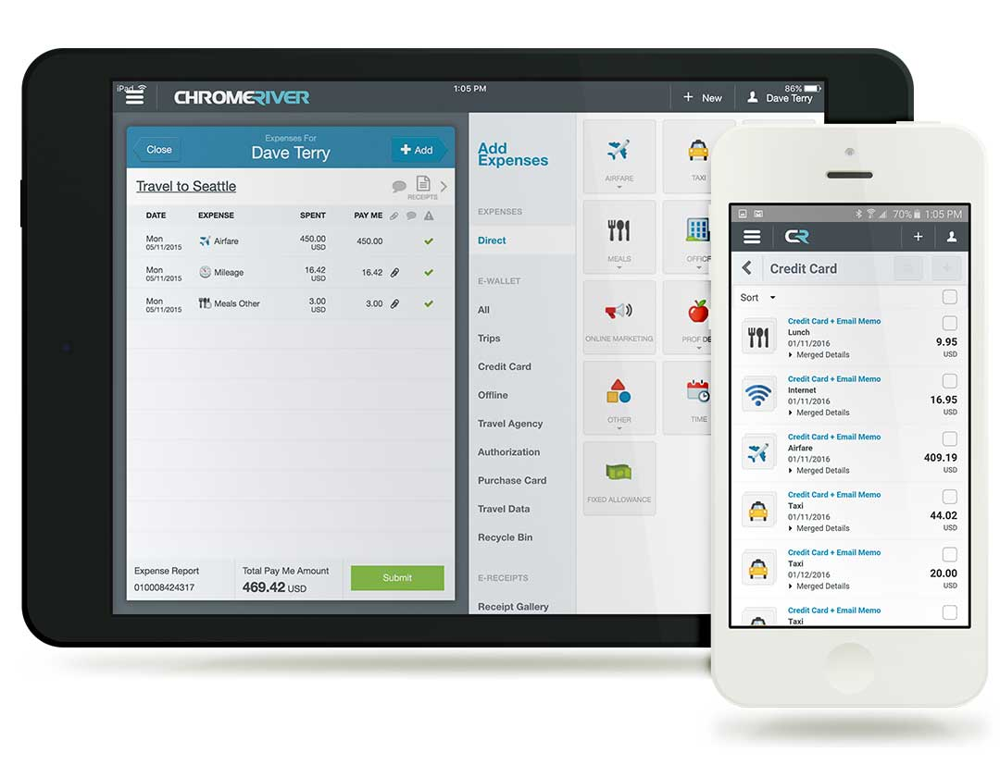 iPad
1:05 PM
86%
CHROMERIVER
+ New
Dave Terry
Close
Expenses For
Dave Terry
+ Add
Travel to Seattle
RECEIPTS
DATE EXPENSE SPENT PAY ME
Mon
05/11/2015
Airfare
450.00
USD
450.00
Mon
05/11/2015
Mileage
16.42
USD
16.42
Mon
05/11/2015
Meals Other
3.00
USD
3.00
Expense Report
010008424317
Total Pay Me Amount
469.42 USD
Submit
Add
Expenses
EXPENSES
Direct
E-WALLET
All
Trips
Credit Card
Offline
Travel Agency
Authorization
Purchase Card
Travel Data
Recycle Bin
E-RECEIPTS
Receipt Gallery
AIRFARE
TAXI
MEALS
OFFICE
ONLINE MARKETING
PROF DE
OTHER
TIME
FIXED ALLOWANCE
70% 1:05 PM
CR
+
Credit Card
Sort
Credit Card + Email Memo
Lunch
01/11/2016
Merged Details
9.95
USD
Credit Card + Email Memo
Internet
01/11/2016
Merged Details
16.95
USD
Credit Card + Email Memo
Airfare
01/11/2016
Merged Details
409.19
USD
Credit Card + Email Memo
Taxi
01/11/2016
Merged Details
44.02
USD
Credit Card + Email Memo
Taxi
01/12/2016
Merged Details
20.00
USD
Credit Card + Email Memo
Taxi